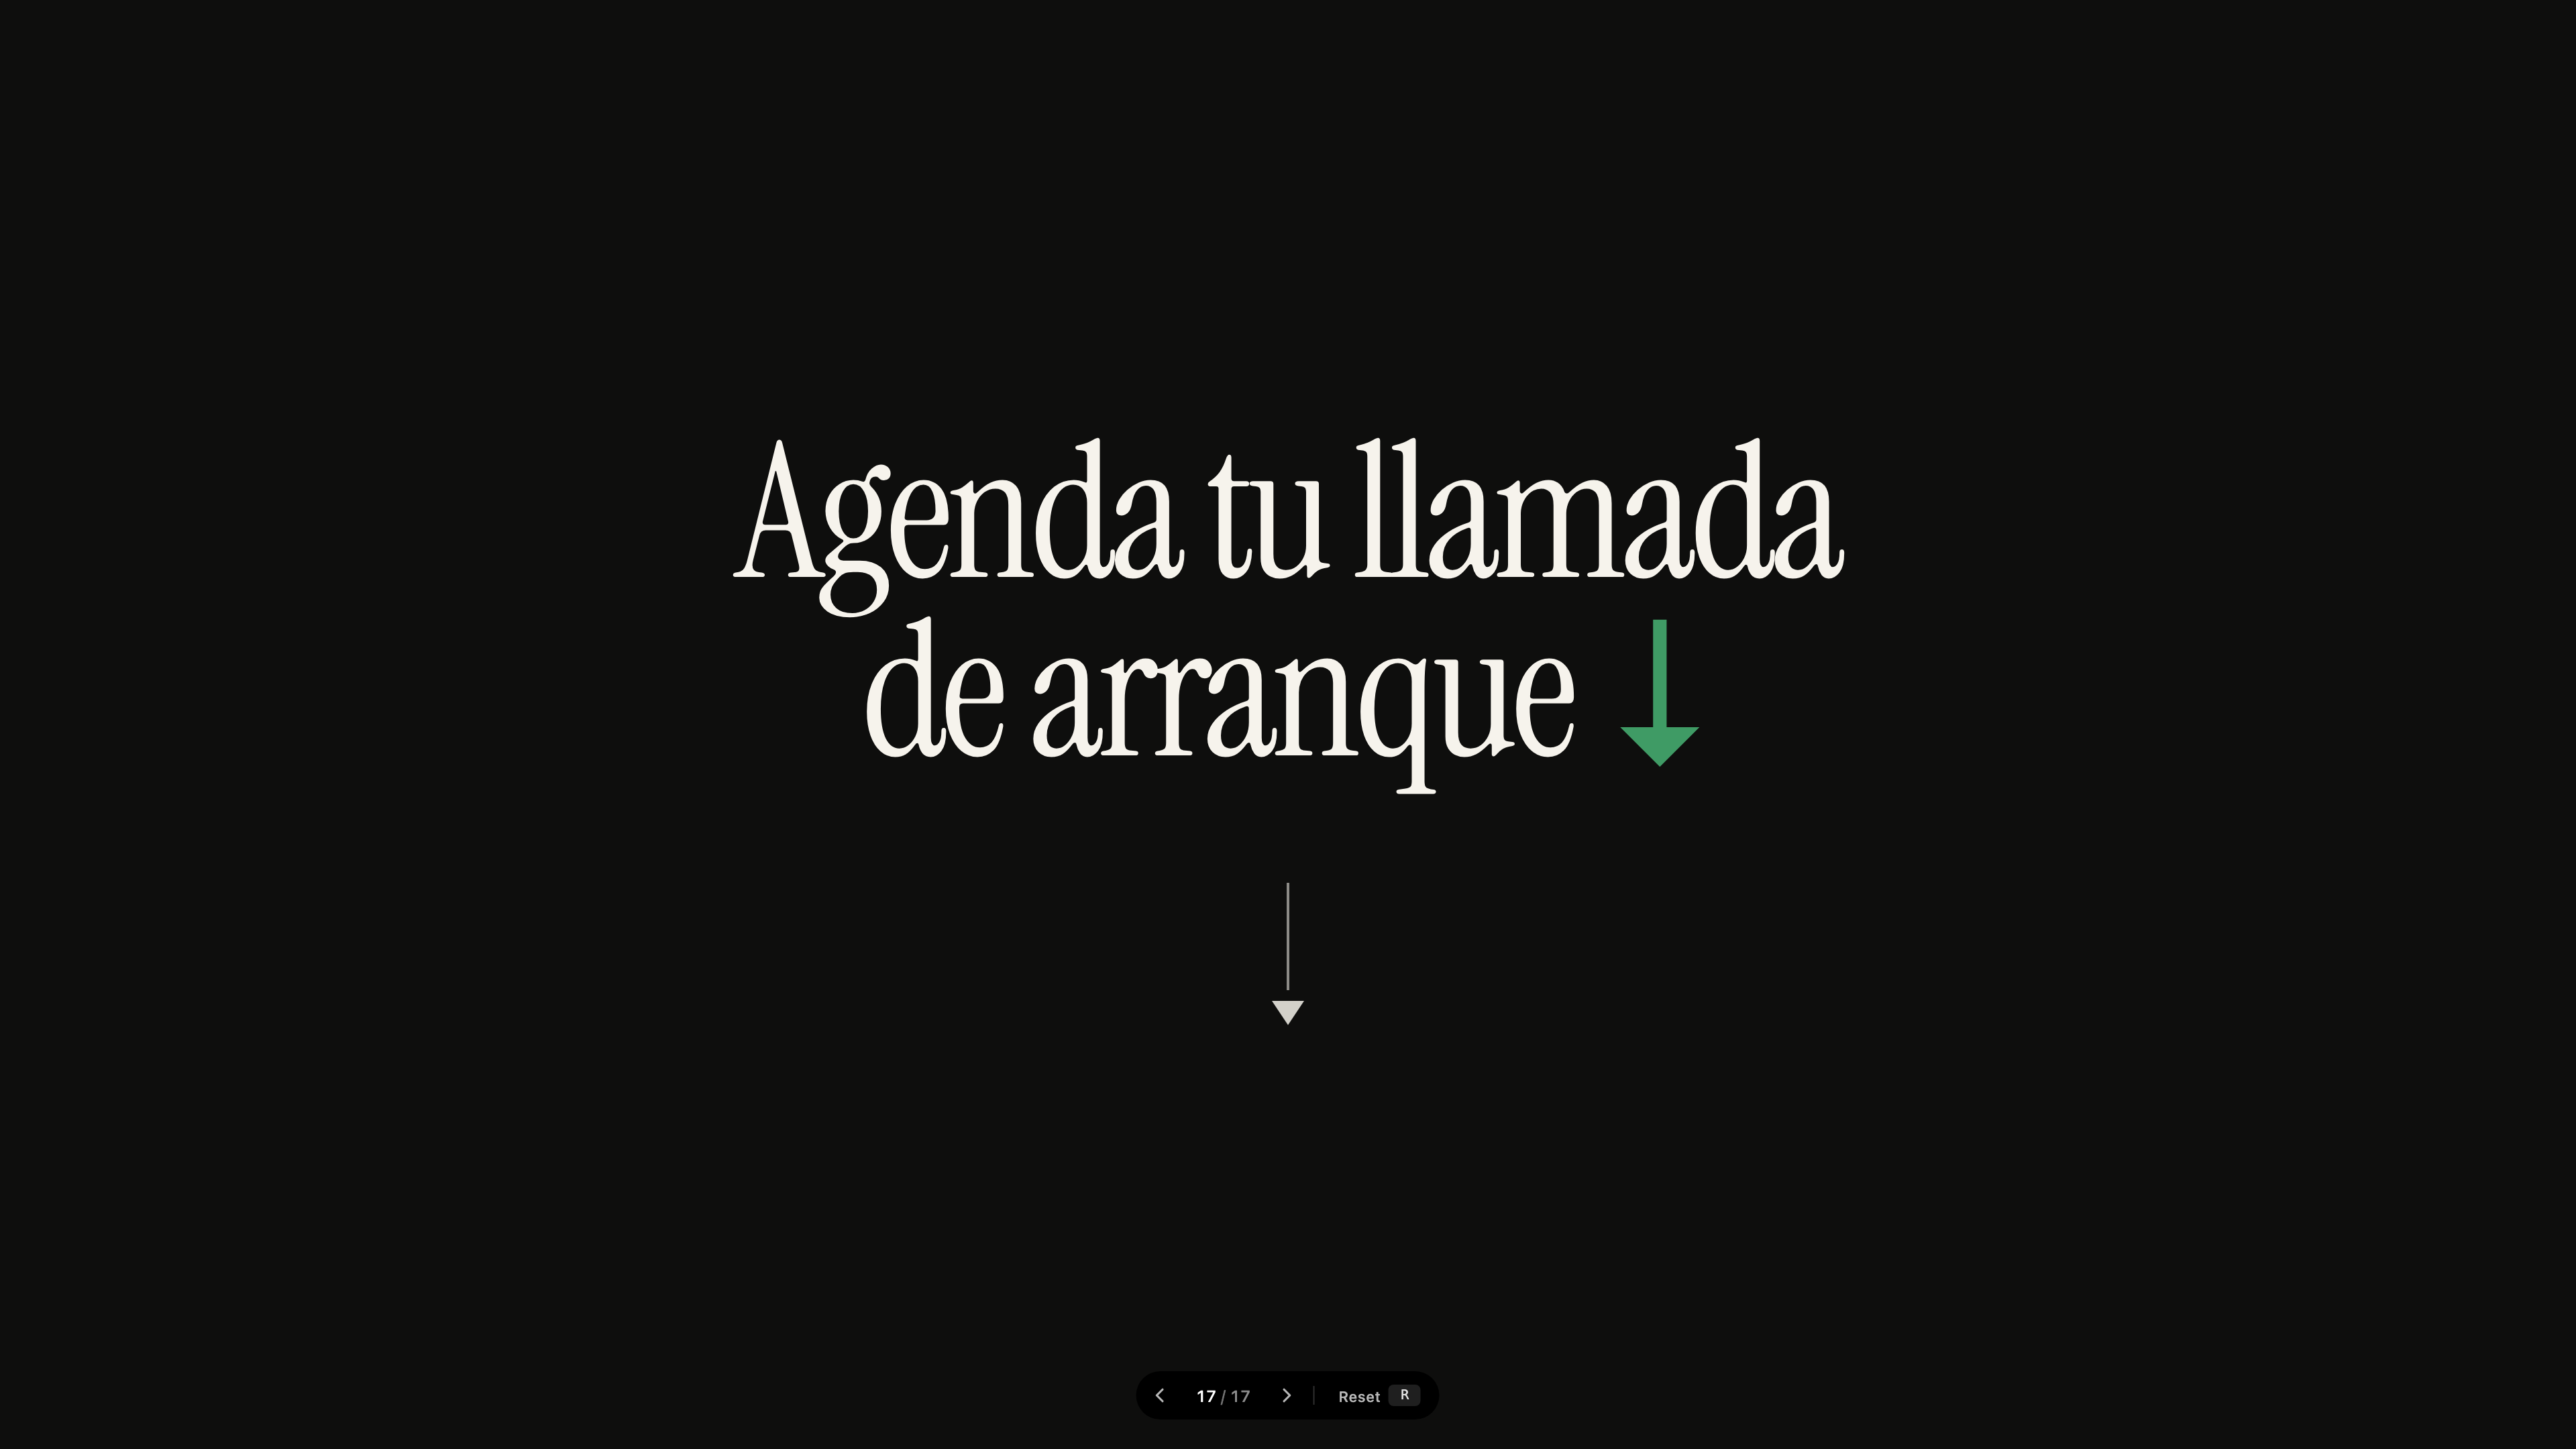 Agenda tu llamada
de arranque ↓
17 / 17
Reset R